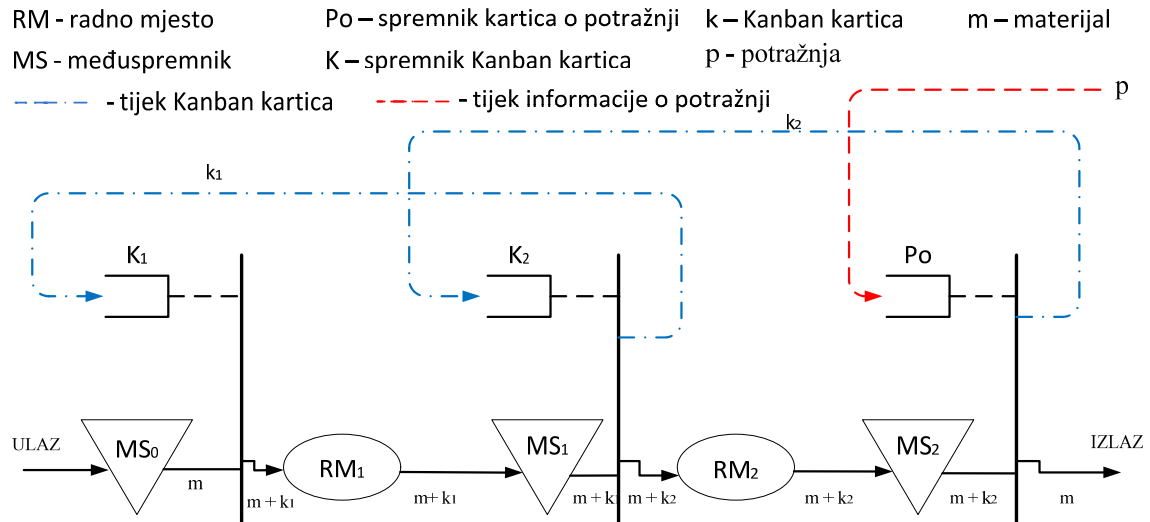 RM - radno mjesto Po – spremnik kartica o potražnji k – Kanban kartica m – materijal
MS - međuspremnik K – spremnik Kanban kartica p - potražnja
- tijek Kanban kartica - tijek informacije o potražnji
p
k₂
k₁
K₁ K₂ Po
ULAZ MS₀ RM₁ MS₁ RM₂ MS₂ IZLAZ
m m + k₁ m + k₁ m + k₁ m + k₂ m + k₂ m + k₂ m